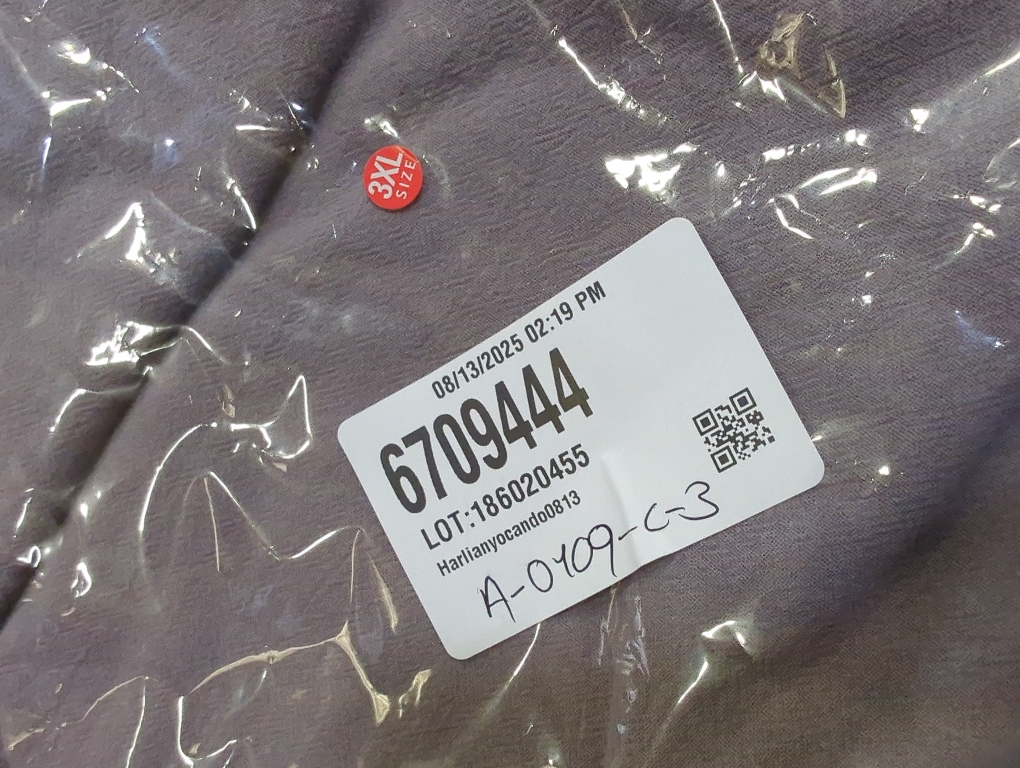 3XL
SIZE
08/13/2025 02:19 PM
6709444
LOT:186020455
Harlianyocando0813
A-0409-C-3